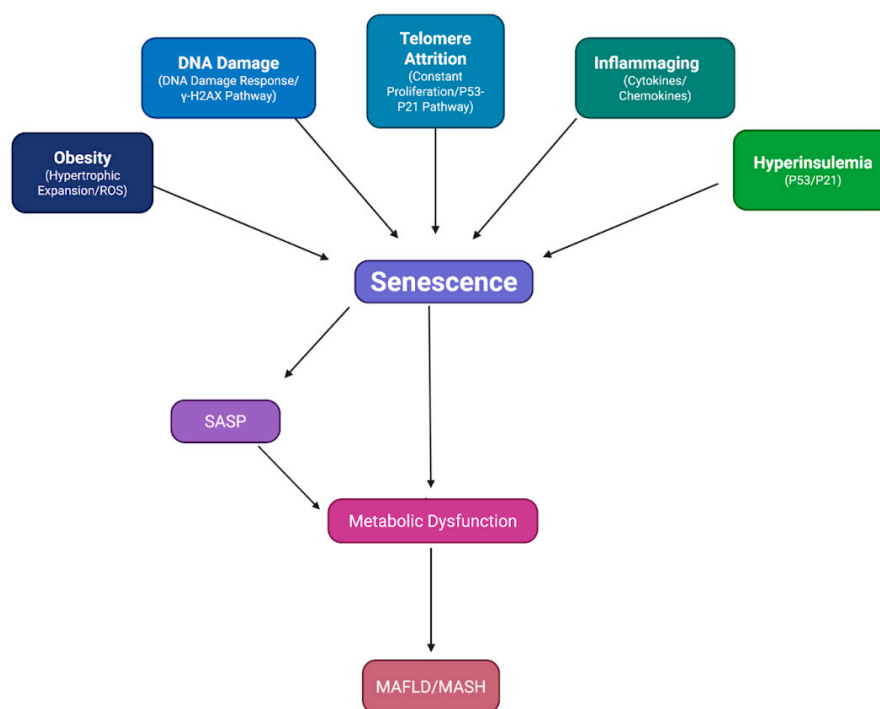 Telomere
Attrition
(Constant
Proliferation/P53-
P21 Pathway)
DNA Damage
(DNA Damage Response/
γ-H2AX Pathway)
Inflammaging
(Cytokines/
Chemokines)
Obesity
(Hypertrophic
Expansion/ROS)
Hyperinsulemia
(P53/P21)
Senescence
SASP
Metabolic Dysfunction
MAFLD/MASH